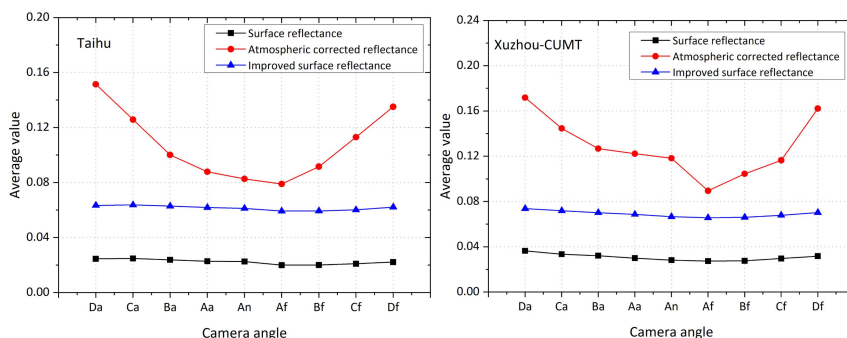 Taihu
Surface reflectance
Atmospheric corrected reflectance
Improved surface reflectance
0.20
0.16
0.12
0.08
0.04
0.00
Average value
Da Ca Ba Aa An Af Bf Cf Df
Camera angle
Xuzhou-CUMT
Surface reflectance
Atmospheric corrected reflectance
Improved surface reflectance
0.24
0.20
0.16
0.12
0.08
0.04
0.00
Average value
Da Ca Ba Aa An Af Bf Cf Df
Camera angle